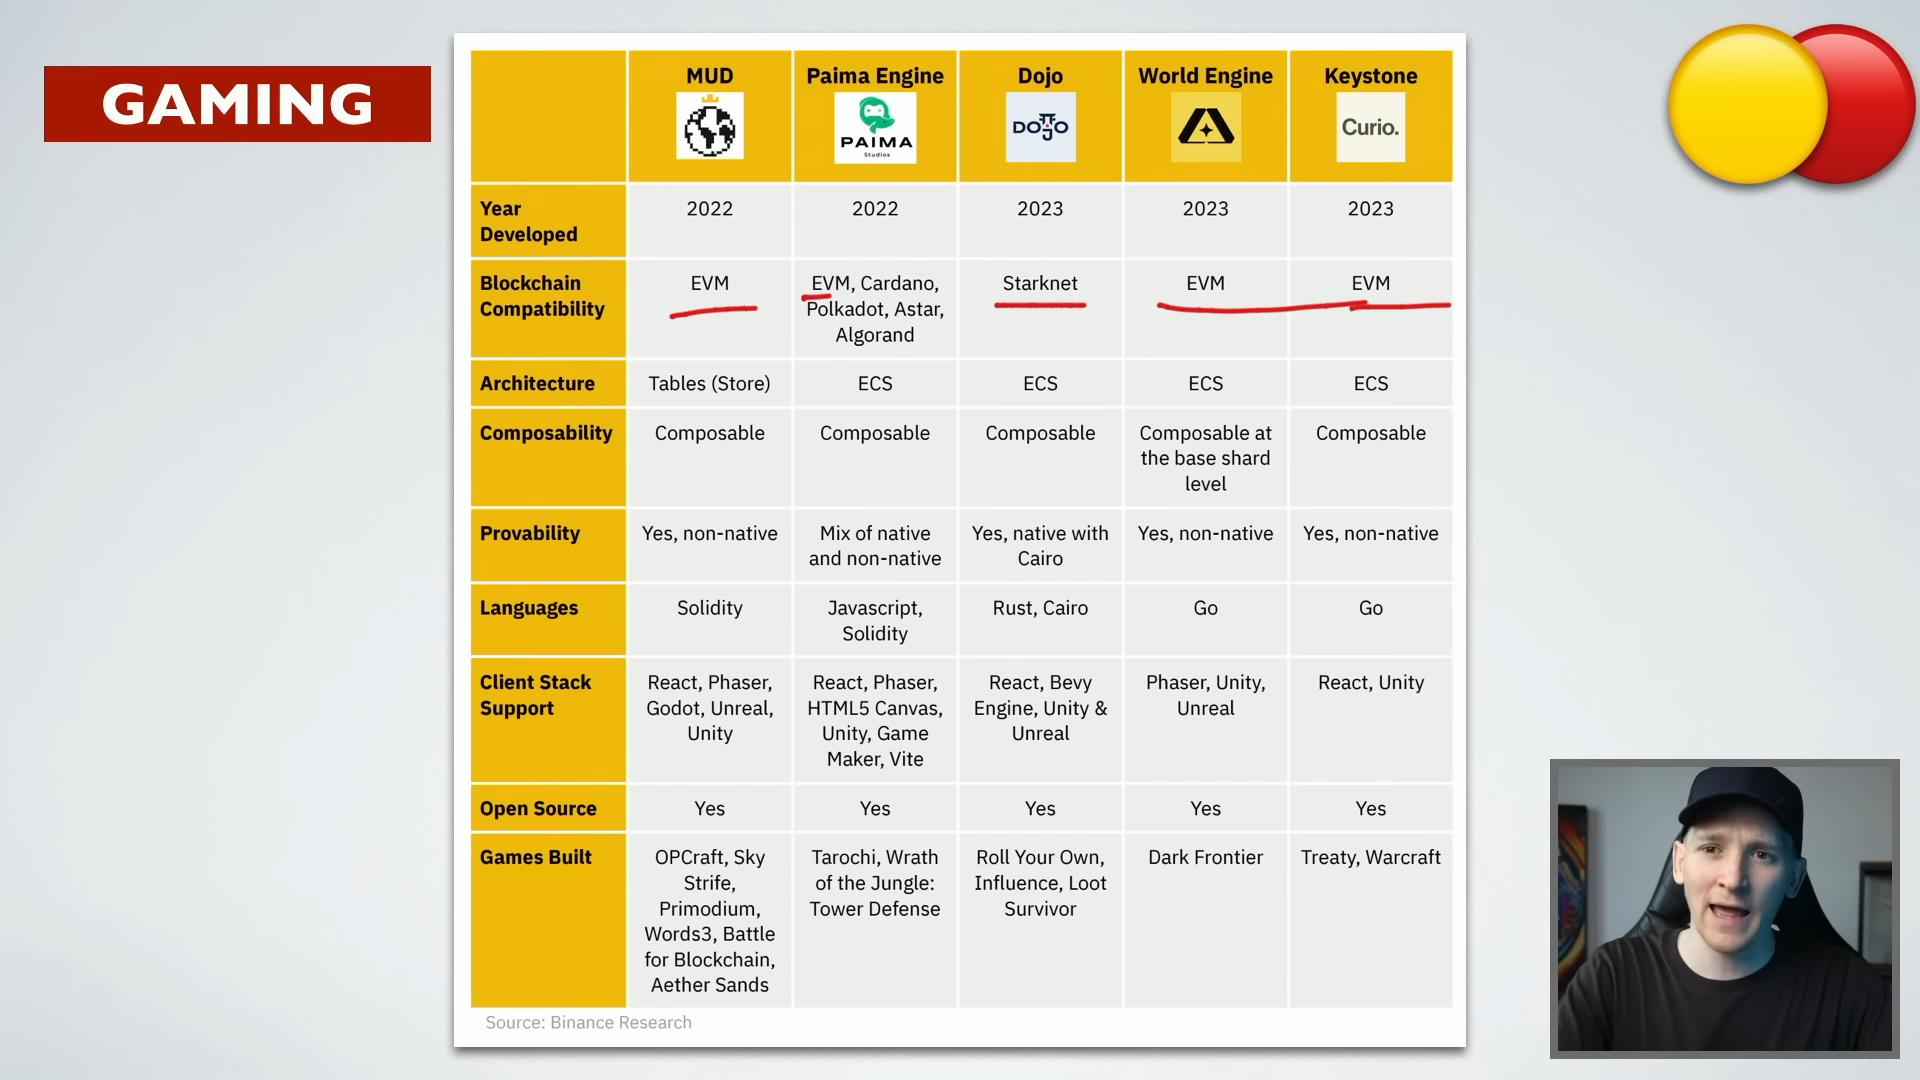 GAMING
MUD
Paima Engine
PAIMA
Studios
Dojo
DOJO
World Engine
Keystone
Curio.
Year
Developed
2022
2022
2023
2023
2023
Blockchain
Compatibility
EVM
EVM, Cardano,
Polkadot, Astar,
Algorand
Starknet
EVM
EVM
Architecture
Tables (Store)
ECS
ECS
ECS
ECS
Composability
Composable
Composable
Composable
Composable at
the base shard
level
Composable
Provability
Yes, non-native
Mix of native
and non-native
Yes, native with
Cairo
Yes, non-native
Yes, non-native
Languages
Solidity
Javascript,
Solidity
Rust, Cairo
Go
Go
Client Stack
Support
React, Phaser,
Godot, Unreal,
Unity
React, Phaser,
HTML5 Canvas,
Unity, Game
Maker, Vite
React, Bevy
Engine, Unity &
Unreal
Phaser, Unity,
Unreal
React, Unity
Open Source
Yes
Yes
Yes
Yes
Yes
Games Built
OPCraft, Sky
Strife,
Primodium,
Words3, Battle
for Blockchain,
Aether Sands
Tarochi, Wrath
of the Jungle:
Tower Defense
Roll Your Own,
Influence, Loot
Survivor
Dark Frontier
Treaty, Warcraft
Source: Binance Research